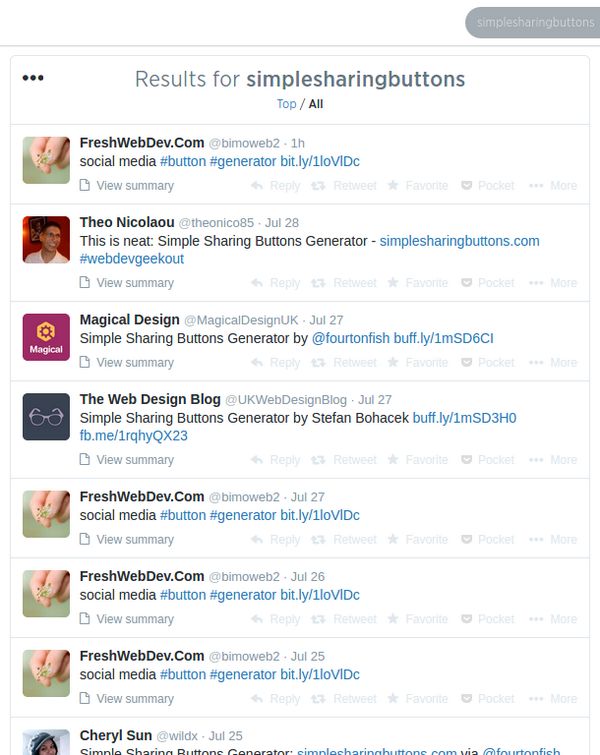 simplesharingbuttons
••• Results for simplesharingbuttons
Top / All
FreshWebDev.Com @bimoweb2 · 1h
social media #button #generator bit.ly/1loVlDc
View summary Reply Retweet Favorite Pocket More
Theo Nicolaou @theonico85 · Jul 28
This is neat: Simple Sharing Buttons Generator - simplesharingbuttons.com
#webdevgeekout
View summary Reply Retweet Favorite Pocket More
Magical Design @MagicalDesignUK · Jul 27
Simple Sharing Buttons Generator by @fourtonfish buff.ly/1mSD6CI
Magical
View summary Reply Retweet Favorite Pocket More
The Web Design Blog @UKWebDesignBlog · Jul 27
Simple Sharing Buttons Generator by Stefan Bohacek buff.ly/1mSD3H0
fb.me/1rqhyQX23
View summary Reply Retweet Favorite Pocket More
FreshWebDev.Com @bimoweb2 · Jul 27
social media #button #generator bit.ly/1loVlDc
View summary Reply Retweet Favorite Pocket More
FreshWebDev.Com @bimoweb2 · Jul 26
social media #button #generator bit.ly/1loVlDc
View summary Reply Retweet Favorite Pocket More
FreshWebDev.Com @bimoweb2 · Jul 25
social media #button #generator bit.ly/1loVlDc
View summary Reply Retweet Favorite Pocket More
Cheryl Sun @wildx · Jul 25
Simple Sharing Buttons Generator: simplesharingbuttons.com via @fourtonfish